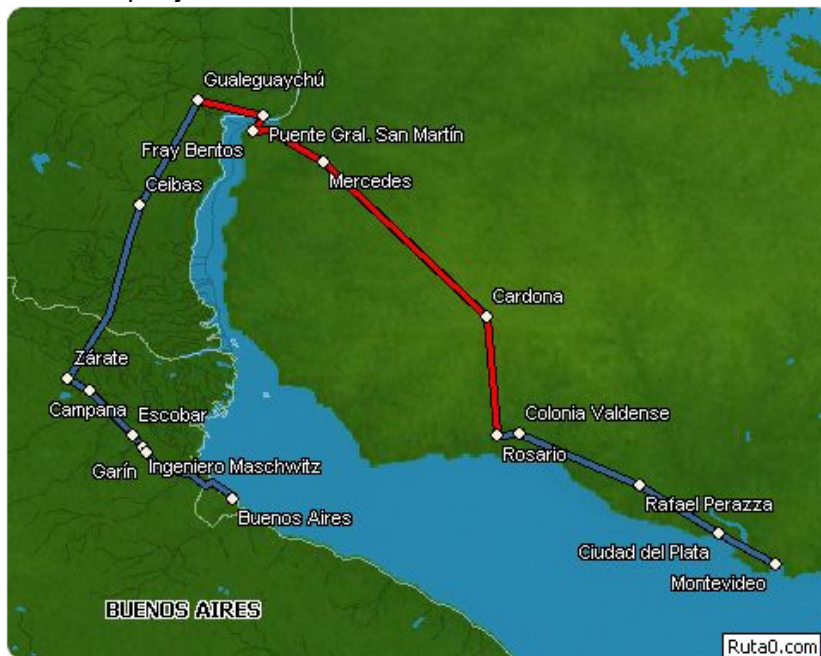 Gualeguaychú
Puente Gral. San Martín
Fray Bentos
Mercedes
Ceibas
Cardona
Zárate
Campana
Escobar
Colonia Valdense
Rosario
Garín
Ingeniero Maschwitz
Buenos Aires
Rafael Perazza
Ciudad del Plata
Montevideo
BUENOS AIRES
Ruta0.com